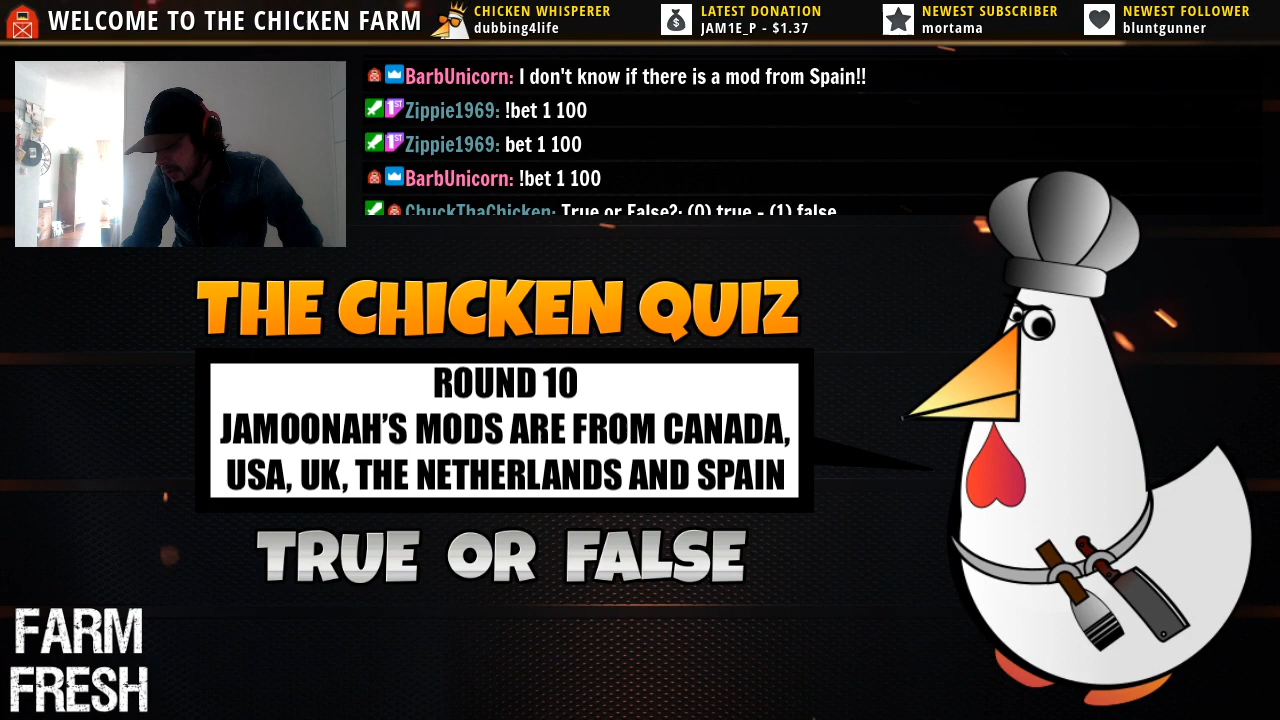 WELCOME TO THE CHICKEN FARM
CHICKEN WHISPERER
dubbing4life
LATEST DONATION
JAM1E_P - $1.37
NEWEST SUBSCRIBER
mortama
NEWEST FOLLOWER
bluntgunner
BarbUnicorn: I don't know if there is a mod from Spain!!
1ST Zippie1969: !bet 1 100
1ST Zippie1969: bet 1 100
BarbUnicorn: !bet 1 100
ChuckThaChicken: True or False?: (0) true - (1) false
THE CHICKEN QUIZ
ROUND 10
JAMOONAH'S MODS ARE FROM CANADA,
USA, UK, THE NETHERLANDS AND SPAIN
TRUE OR FALSE
FARM
FRESH